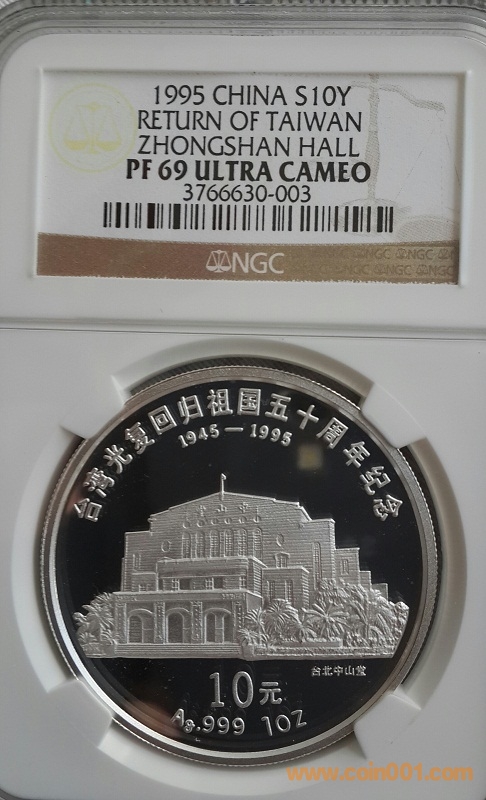 1995 CHINA S10Y
RETURN OF TAIWAN
ZHONGSHAN HALL
PF 69 ULTRA CAMEO
3766630-003
NGC
台湾光复回归祖国五十周年纪念
1945—1995
台北中山堂
10元
Ag.999 1OZ
www.coin001.com